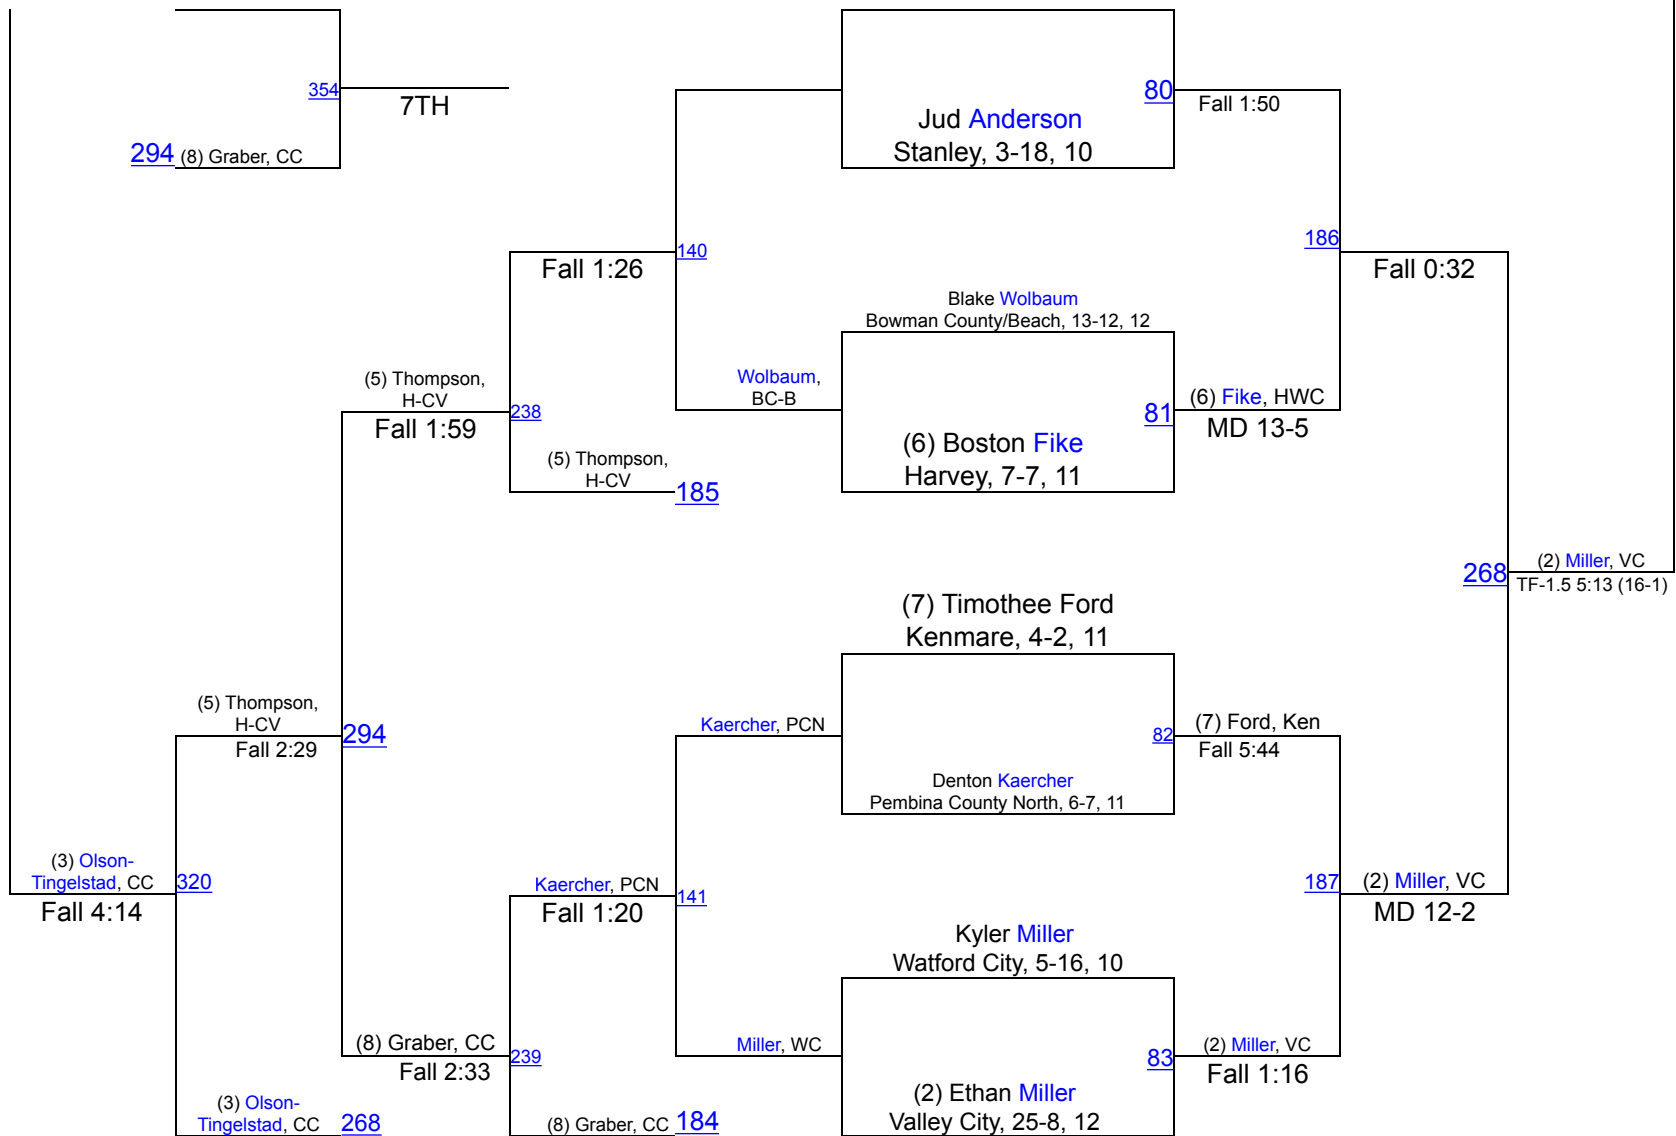 354
7TH
294 (8) Graber, CC
80
Fall 1:50
Jud Anderson
Stanley, 3-18, 10
186
140
Fall 1:26
Fall 0:32
Blake Wolbaum
Bowman County/Beach, 13-12, 12
(5) Thompson,
H-CV
Fall 1:59
238
Wolbaum,
BC-B
81
(6) Fike, HWC
MD 13-5
(6) Boston Fike
Harvey, 7-7, 11
(5) Thompson,
H-CV
185
268
(2) Miller, VC
TF-1.5 5:13 (16-1)
(7) Timothee Ford
Kenmare, 4-2, 11
(5) Thompson,
H-CV
Fall 2:29
294
Kaercher, PCN
82
(7) Ford, Ken
Fall 5:44
Denton Kaercher
Pembina County North, 6-7, 11
(3) Olson-
Tingelstad, CC
Fall 4:14
320
Kaercher, PCN
Fall 1:20
141
187
(2) Miller, VC
MD 12-2
Kyler Miller
Watford City, 5-16, 10
(8) Graber, CC
Fall 2:33
239
Miller, WC
83
(2) Miller, VC
Fall 1:16
(2) Ethan Miller
Valley City, 25-8, 12
(3) Olson-
Tingelstad, CC
268
(8) Graber, CC 184